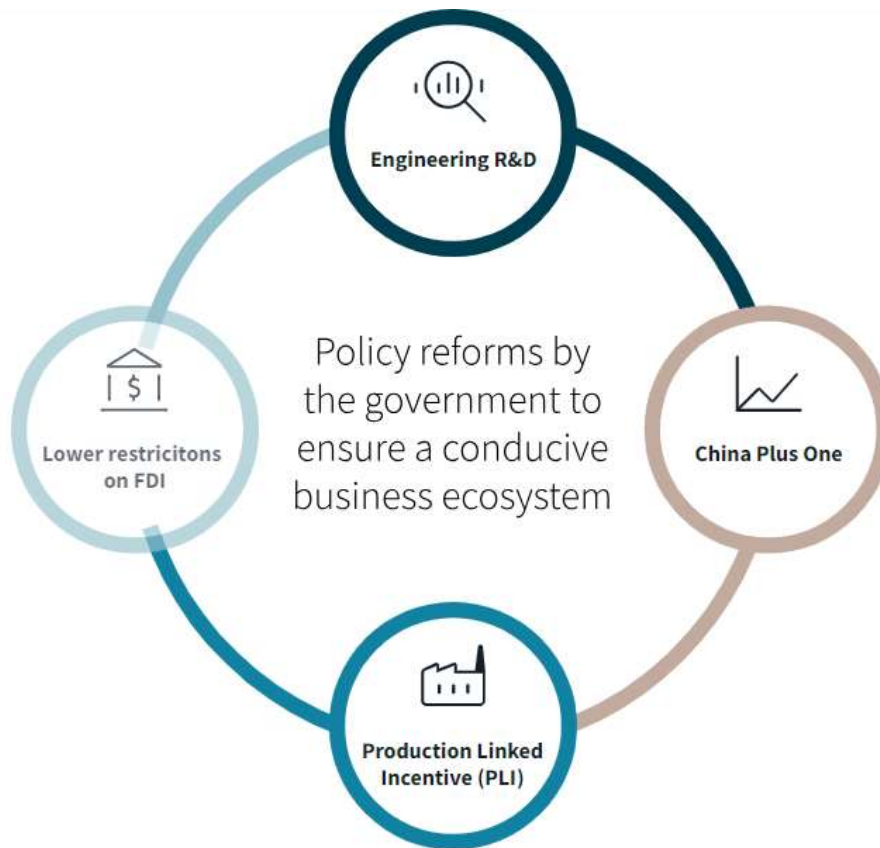 Engineering R&D
Policy reforms by
the government to
ensure a conducive
business ecosystem
Lower restricitons
on FDI
China Plus One
Production Linked
Incentive (PLI)